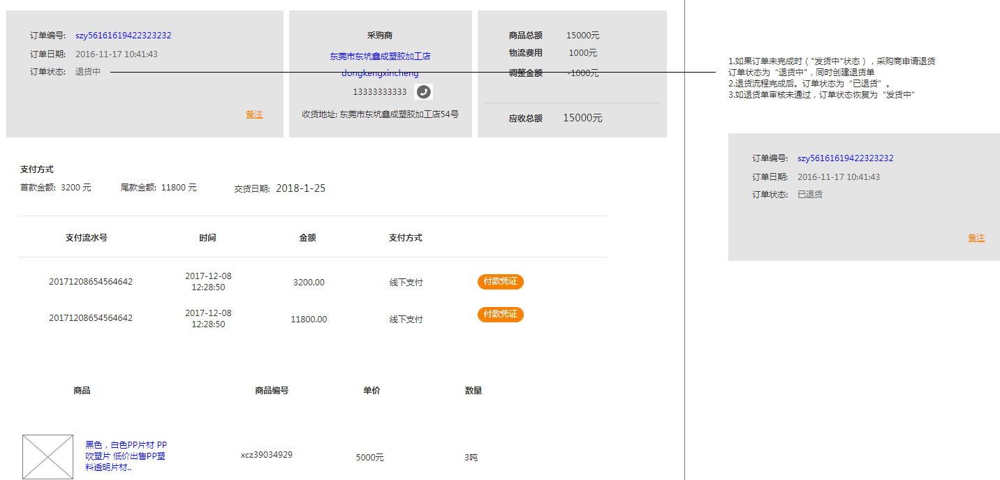 订单编号: szy56161619422323232
订单日期: 2016-11-17 10:41:43
订单状态: 退货中
备注
采购商
东莞市东坑鑫成塑胶加工店
dongkengxincheng
13333333333
收货地址: 东莞市东坑鑫成塑胶加工店54号
商品总额 15000元
物流费用 1000元
调整金额 -1000元
应收总额 15000元
1.如果订单未完成时（"发货中"状态），采购商申请退货
订单状态为“退货中"，同时创建退货单
2.退货流程完成后。订单状态为“已退货”。
3.如退货单审核未通过，订单状态恢复为“发货中”
订单编号: szy56161619422323232
订单日期: 2016-11-17 10:41:43
订单状态: 已退货
备注
支付方式
首款金额: 3200 元 尾款金额: 11800 元 交货日期: 2018-1-25
支付流水号 时间 金额 支付方式
20171208654564642 2017-12-08 12:28:50 3200.00 线下支付 付款凭证
20171208654564642 2017-12-08 12:28:50 11800.00 线下支付 付款凭证
商品 商品编号 单价 数量
黑色，白色PP片材 PP
吹塑片 低价出售PP塑
料透明片材..
xcz39034929 5000元 3吨